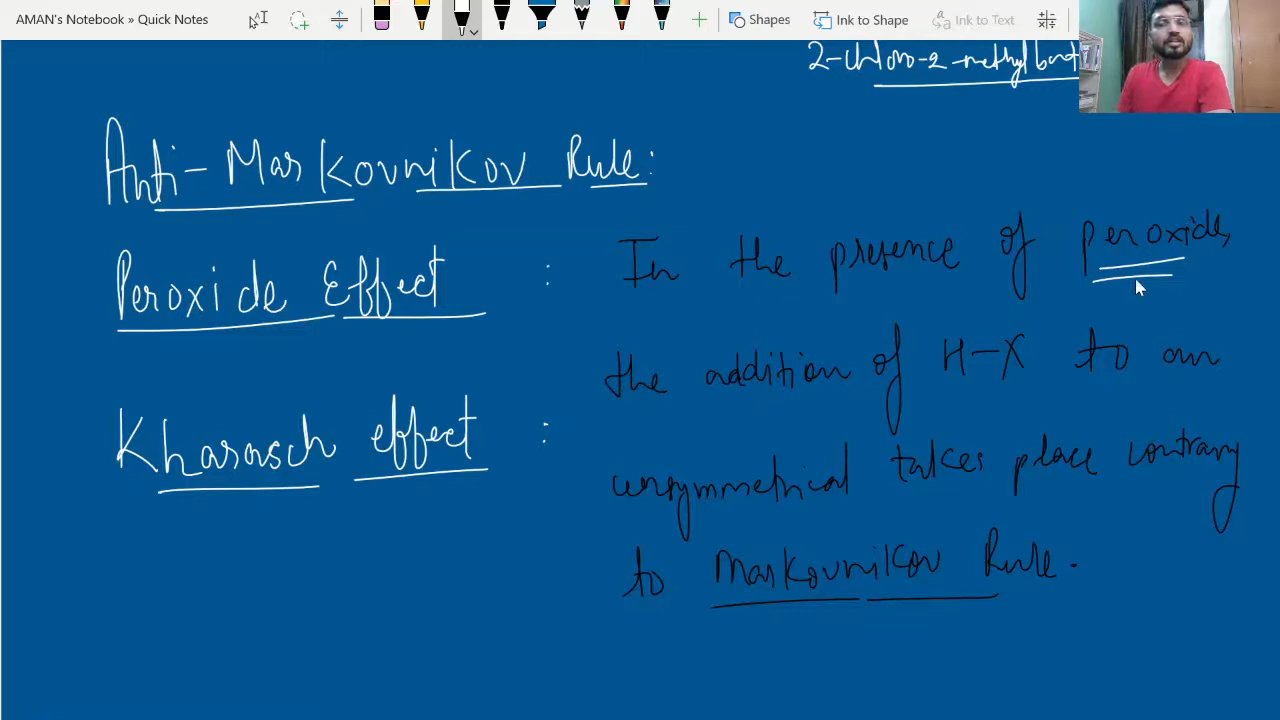 AMAN's Notebook » Quick Notes
Shapes
Ink to Shape
Ink to Text
2-chloro-2-methylbut
Anti-Markovnikov Rule:
Peroxide Effect :
In the presence of peroxide,
the addition of H-X to an
Kharasch effect :
unsymmetrical takes place contrary
to Markovnikov Rule.